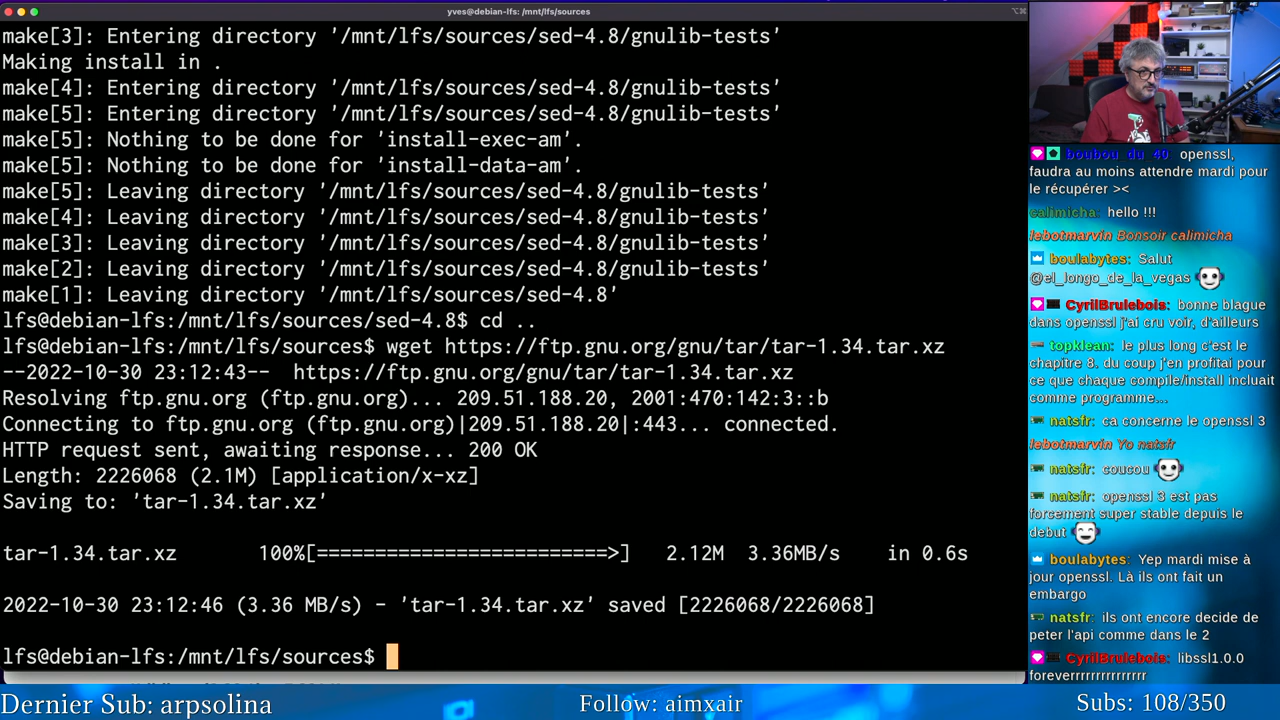 yves@debian-lfs: /mnt/lfs/sources
make[3]: Entering directory '/mnt/lfs/sources/sed-4.8/gnulib-tests'
Making install in .
make[4]: Entering directory '/mnt/lfs/sources/sed-4.8/gnulib-tests'
make[5]: Entering directory '/mnt/lfs/sources/sed-4.8/gnulib-tests'
make[5]: Nothing to be done for 'install-exec-am'.
make[5]: Nothing to be done for 'install-data-am'.
make[5]: Leaving directory '/mnt/lfs/sources/sed-4.8/gnulib-tests'
make[4]: Leaving directory '/mnt/lfs/sources/sed-4.8/gnulib-tests'
make[3]: Leaving directory '/mnt/lfs/sources/sed-4.8/gnulib-tests'
make[2]: Leaving directory '/mnt/lfs/sources/sed-4.8/gnulib-tests'
make[1]: Leaving directory '/mnt/lfs/sources/sed-4.8'
lfs@debian-lfs:/mnt/lfs/sources/sed-4.8$ cd ..
lfs@debian-lfs:/mnt/lfs/sources$ wget https://ftp.gnu.org/gnu/tar/tar-1.34.tar.xz
--2022-10-30 23:12:43--  https://ftp.gnu.org/gnu/tar/tar-1.34.tar.xz
Resolving ftp.gnu.org (ftp.gnu.org)... 209.51.188.20, 2001:470:142:3::b
Connecting to ftp.gnu.org (ftp.gnu.org)|209.51.188.20|:443... connected.
HTTP request sent, awaiting response... 200 OK
Length: 2226068 (2.1M) [application/x-xz]
Saving to: 'tar-1.34.tar.xz'
tar-1.34.tar.xz 100%[=========================>] 2.12M 3.36MB/s in 0.6s
2022-10-30 23:12:46 (3.36 MB/s) - 'tar-1.34.tar.xz' saved [2226068/2226068]
lfs@debian-lfs:/mnt/lfs/sources$
boubou_du_40 openssl,
faudra au moins attendre mardi pour
le récupérer ><
calimicha: hello !!!
lebotmarvin Bonsoir calimicha
boulabytes: Salut
@el_longo_de_la_vegas
CyrilBrulebois: bonne blague
dans openssl j'ai cru voir, d'ailleurs
topklean: le plus long c'est le
chapitre 8. du coup j'en profitai pour
ce que chaque compile/install incluait
comme programme...
natsfr: ca concerne le openssl 3
lebotmarvin Yo natsfr
natsfr: coucou
natsfr: openssl 3 est pas
forcement super stable depuis le
debut
boulabytes: Yep mardi mise à
jour openssl. Là ils ont fait un
embargo
natsfr: ils ont encore decide de
peter l'api comme dans le 2
CyrilBrulebois: libssl1.0.0
foreverrrrrrrrrrrrrr
Dernier Sub: arpsolina
Follow: aimxair
Subs: 108/350